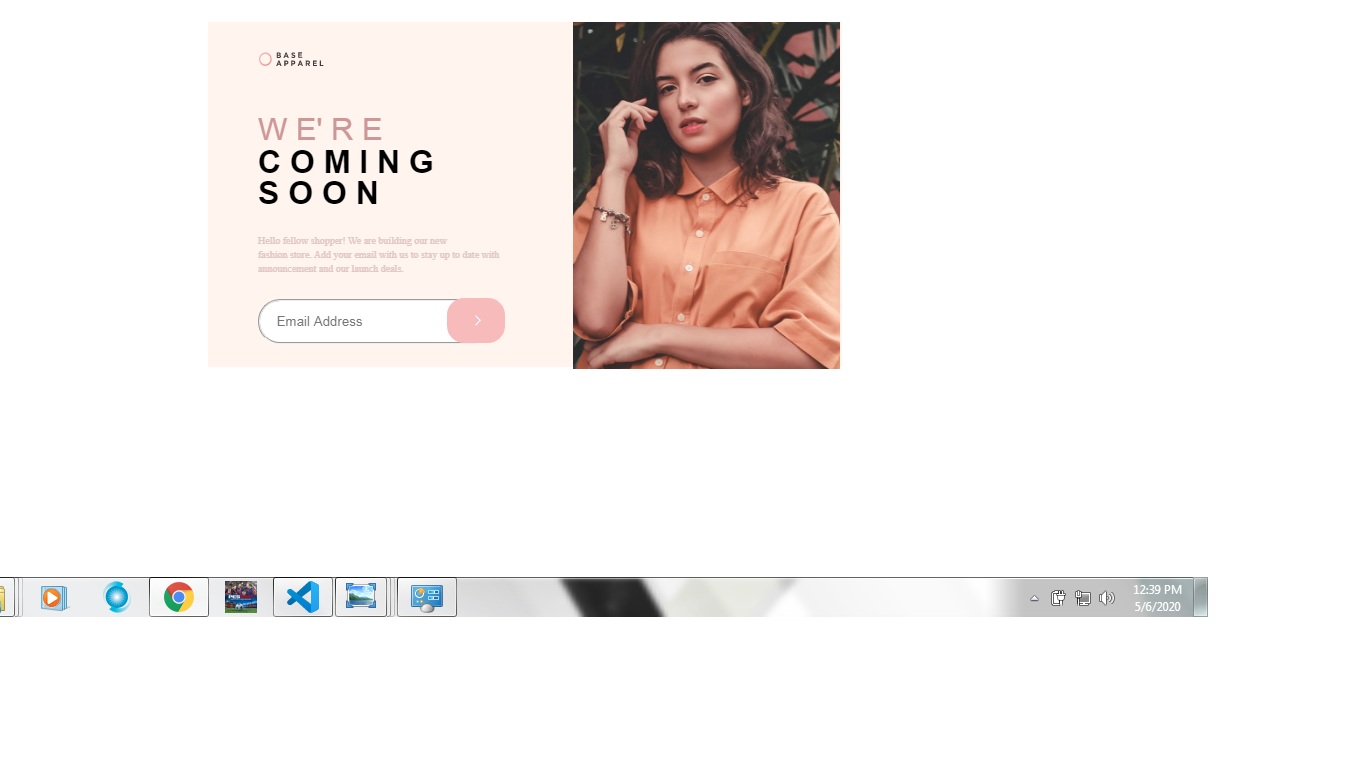 BASE
APPAREL
WE'RE
COMING
SOON
Hello fellow shopper! We are building our new
fashion store. Add your email with us to stay up to date with
announcement and our launch deals.
Email Address
12:39 PM
5/6/2020